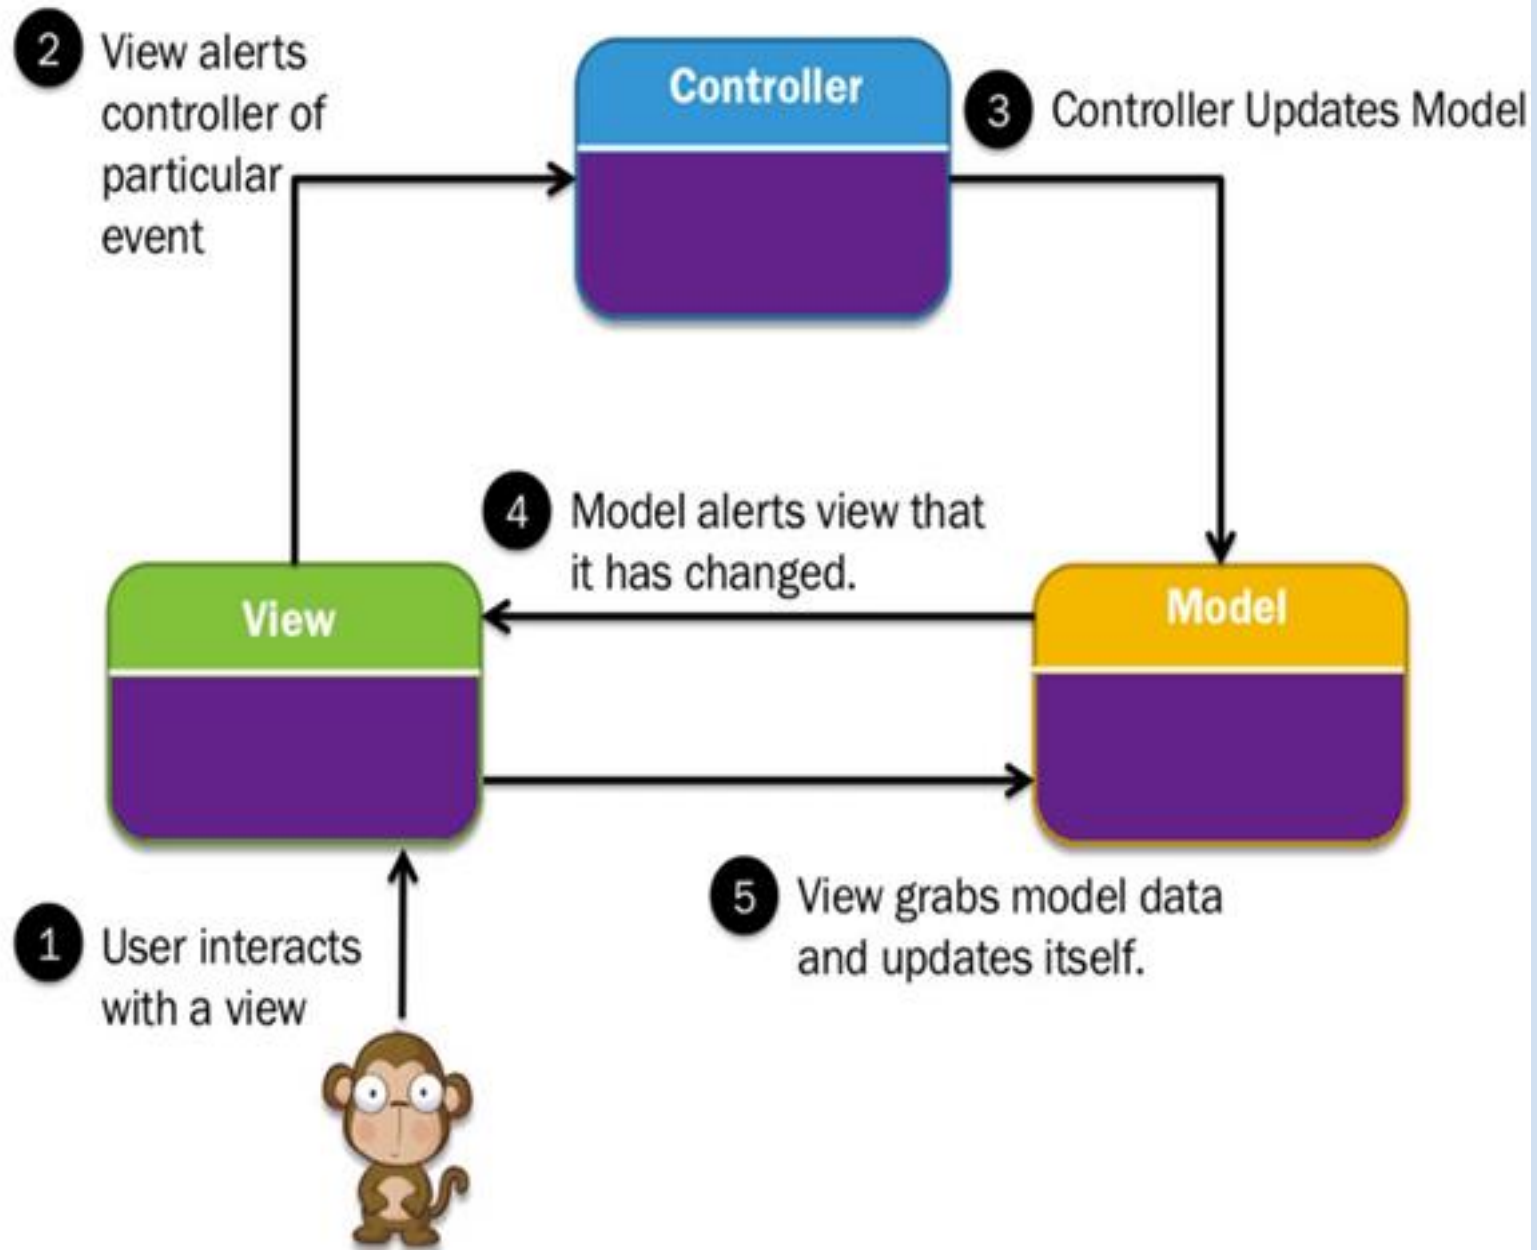 2 View alerts
controller of
particular
event
Controller
3 Controller Updates Model
4 Model alerts view that
it has changed.
View
Model
5 View grabs model data
and updates itself.
1 User interacts
with a view